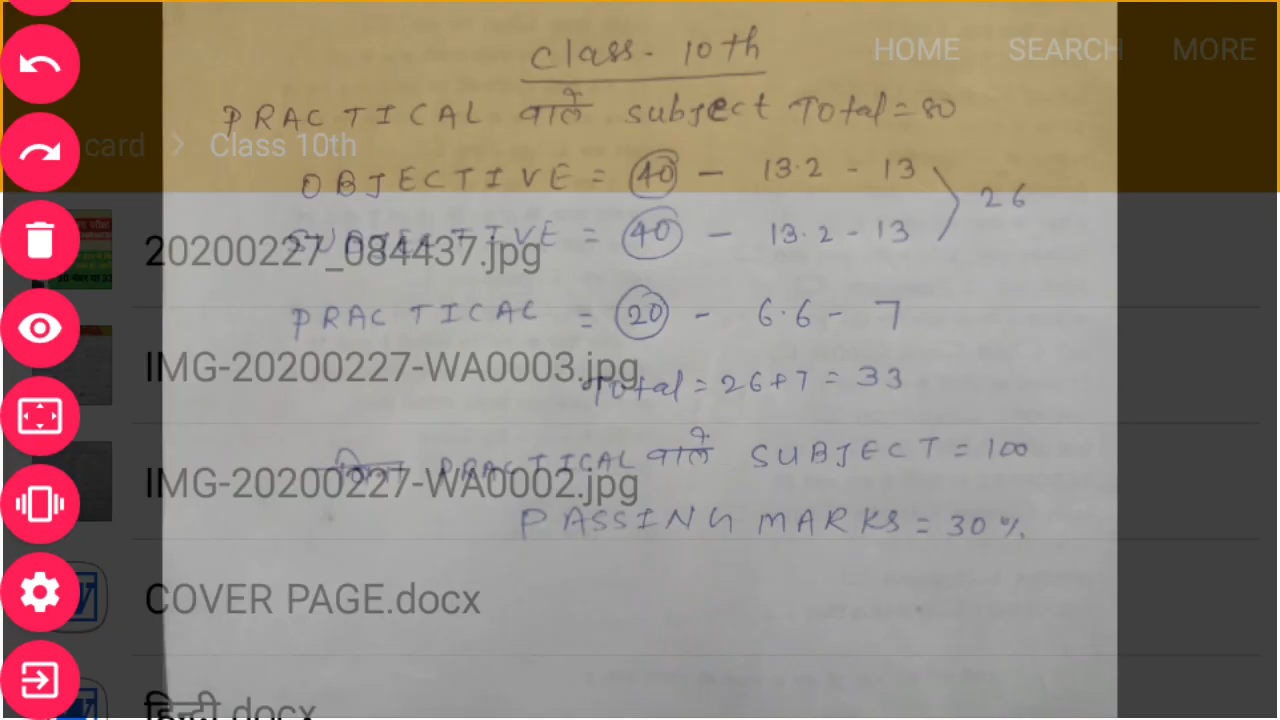 class- 10th
HOME SEARCH MORE
PRACTICAL वाले subject Total=80
card > Class 10th
OBJECTIVE = 40 - 13.2 - 13
26
SUBJECTIVE = 40 - 13.2-13
20200227_084437.jpg
PRACTICAL = 20 - 6.6 - 7
IMG-20200227-WA0003.jpg
Total = 26+7 = 33
बिना PRACTICAL वाले SUBJECT = 100
IMG-20200227-WA0002.jpg
PASSING MARKS = 30%.
COVER PAGE.docx
हिन्दी.docx